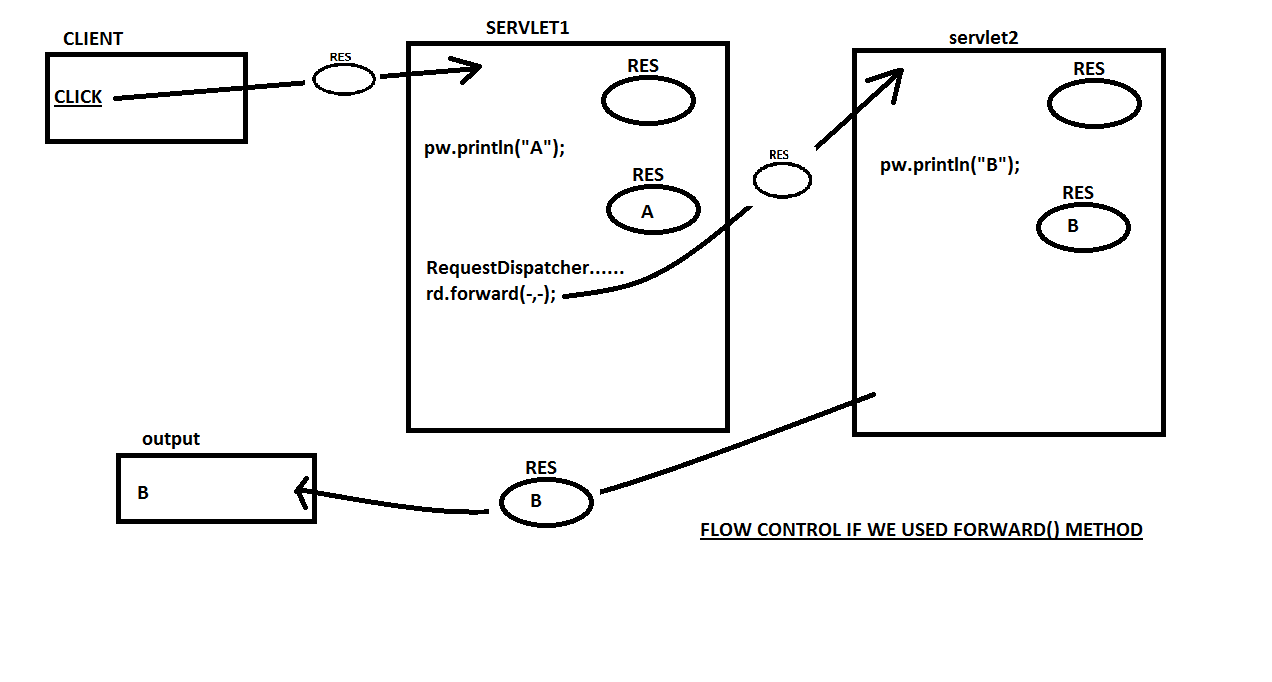 CLIENT
CLICK
RES
SERVLET1
RES
pw.println("A");
RES
A
RequestDispatcher......
rd.forward(-,-);
RES
servlet2
RES
pw.println("B");
RES
B
output
B
RES
B
FLOW CONTROL IF WE USED FORWARD() METHOD